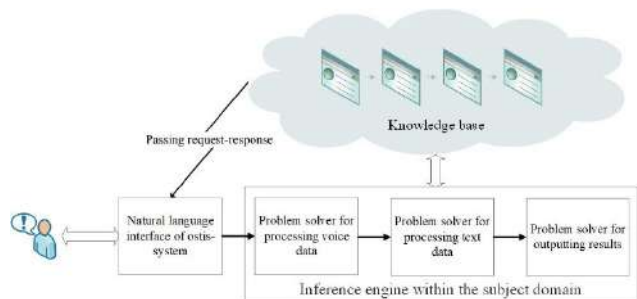 Knowledge base
Passing request-response
Natural language
interface of ostis-
system
Problem solver for
processing voice
data
Problem solver for
processing text
data
Problem solver for
outputting results
Inference engine within the subject domain